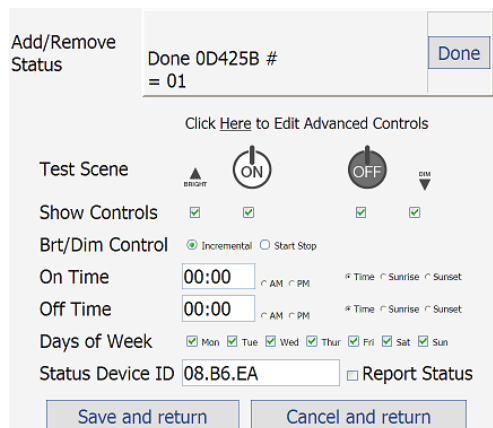 Add/Remove
Status
Done 0D425B #
= 01
Done
Click Here to Edit Advanced Controls
Test Scene BRIGHT ON OFF DIM
Show Controls
Brt/Dim Control Incremental Start Stop
On Time 00:00 AM PM Time Sunrise Sunset
Off Time 00:00 AM PM Time Sunrise Sunset
Days of Week Mon Tue Wed Thur Fri Sat Sun
Status Device ID 08.B6.EA Report Status
Save and return Cancel and return